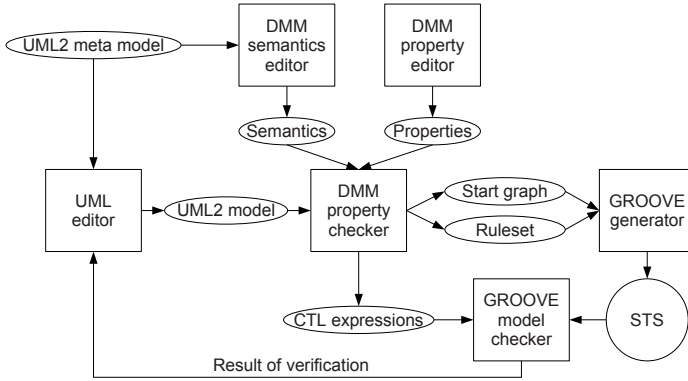 UML2 meta model
DMM
semantics
editor
DMM
property
editor
Semantics
Properties
UML
editor
UML2 model
DMM
property
checker
Start graph
Ruleset
GROOVE
generator
CTL expressions
GROOVE
model
checker
STS
Result of verification